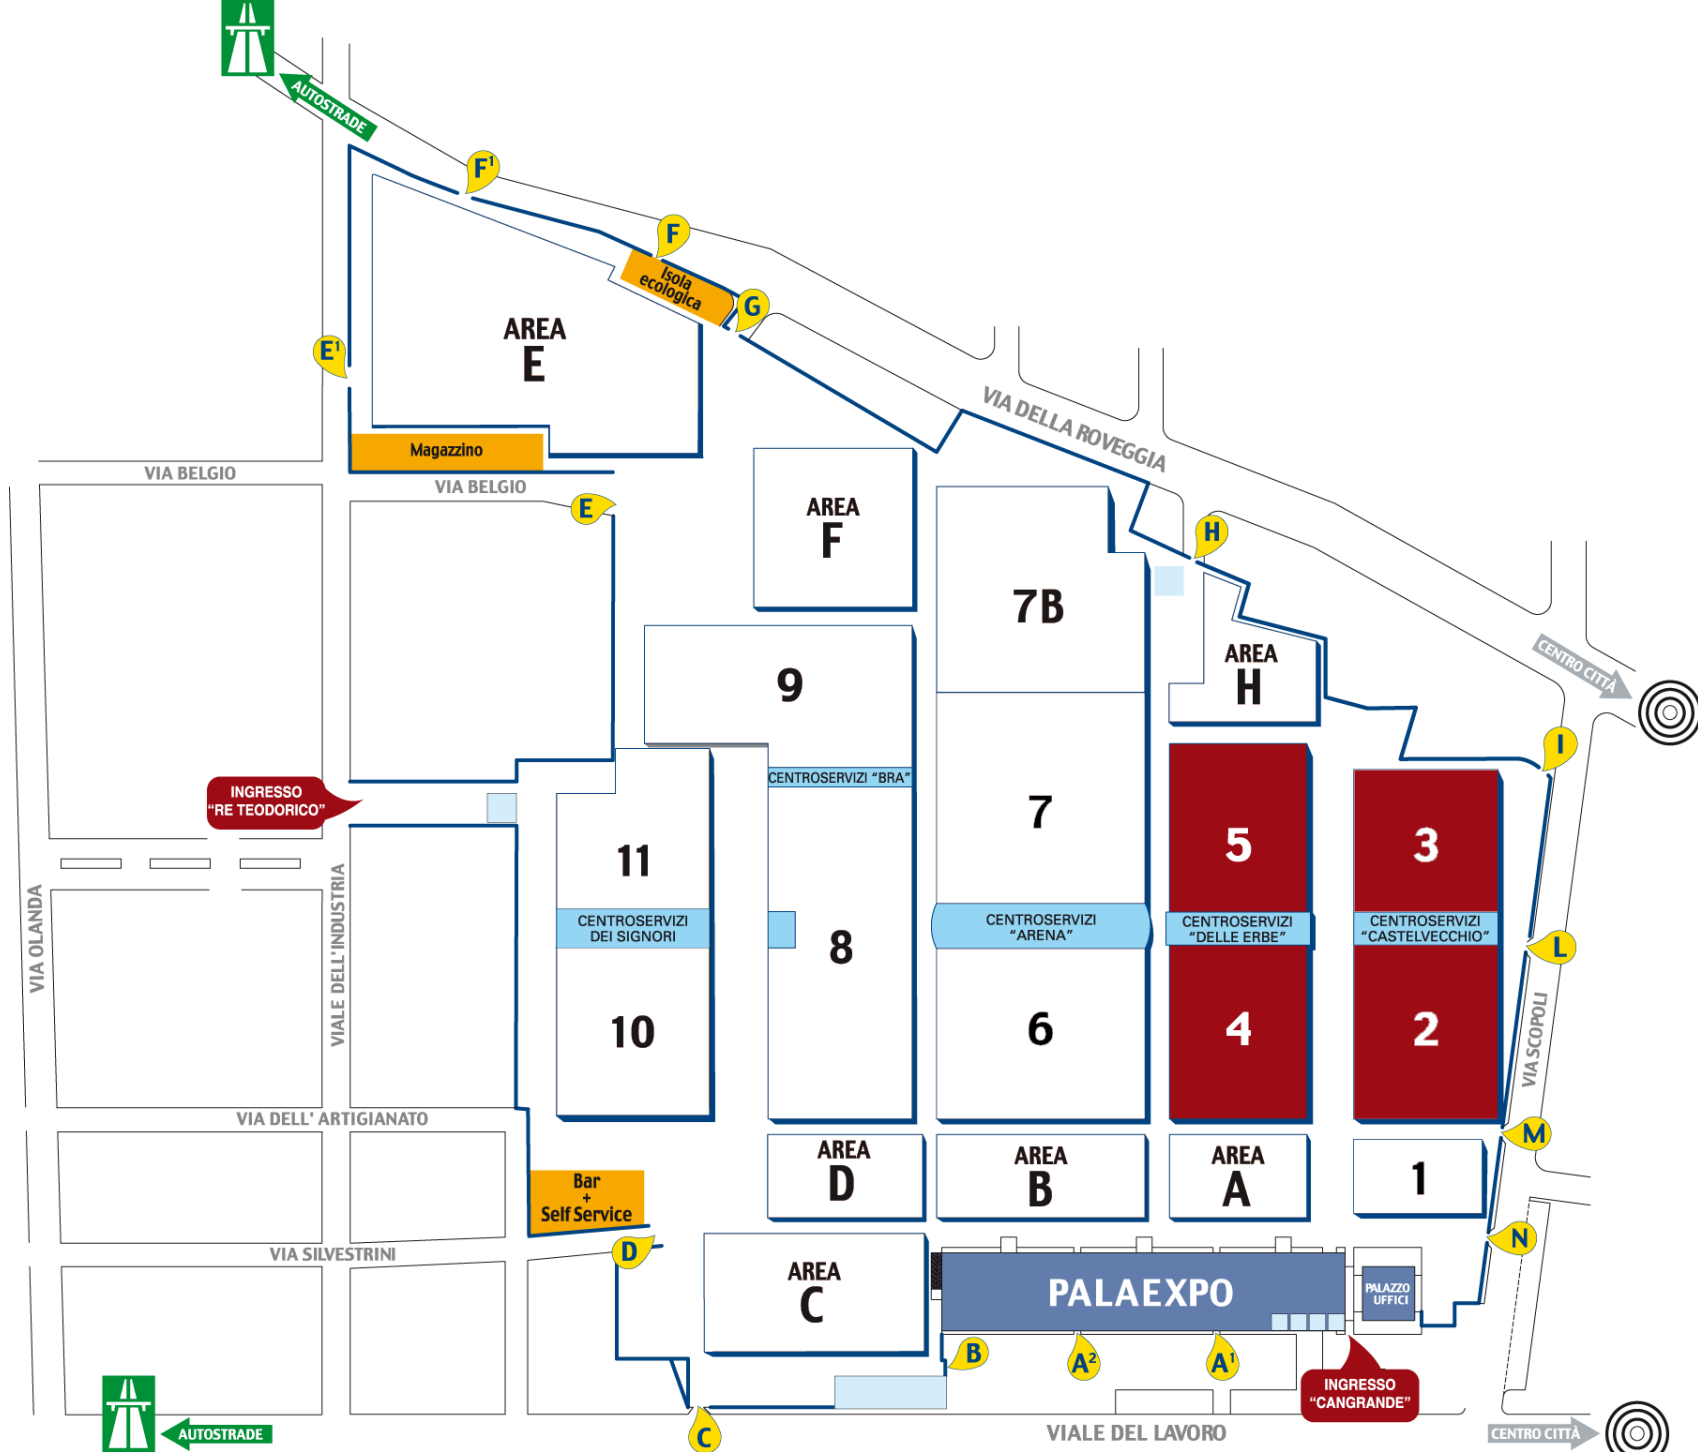 AUTOSTRADE
F¹
F
Isola
ecologica
G
AREA
E
E¹
Magazzino
VIA BELGIO
VIA BELGIO
E
VIA DELLA ROVEGGIA
AREA
F
H
7B
CENTRO CITTÀ
9
AREA
H
I
CENTROSERVIZI "BRA"
INGRESSO
"RE TEODORICO"
7
5
3
11
VIA OLANDA
VIALE DELL'INDUSTRIA
CENTROSERVIZI
DEI SIGNORI
8
CENTROSERVIZI
"ARENA"
CENTROSERVIZI
"DELLE ERBE"
CENTROSERVIZI
"CASTELVECCHIO"
L
10
6
4
2
VIA SCOPOLI
VIA DELL' ARTIGIANATO
M
AREA
D
AREA
B
AREA
A
1
Bar
+
Self Service
N
VIA SILVESTRINI
D
AREA
C
PALAEXPO
PALAZZO
UFFICI
B
A²
A¹
INGRESSO
"CANGRANDE"
C
AUTOSTRADE
VIALE DEL LAVORO
CENTRO CITTÀ